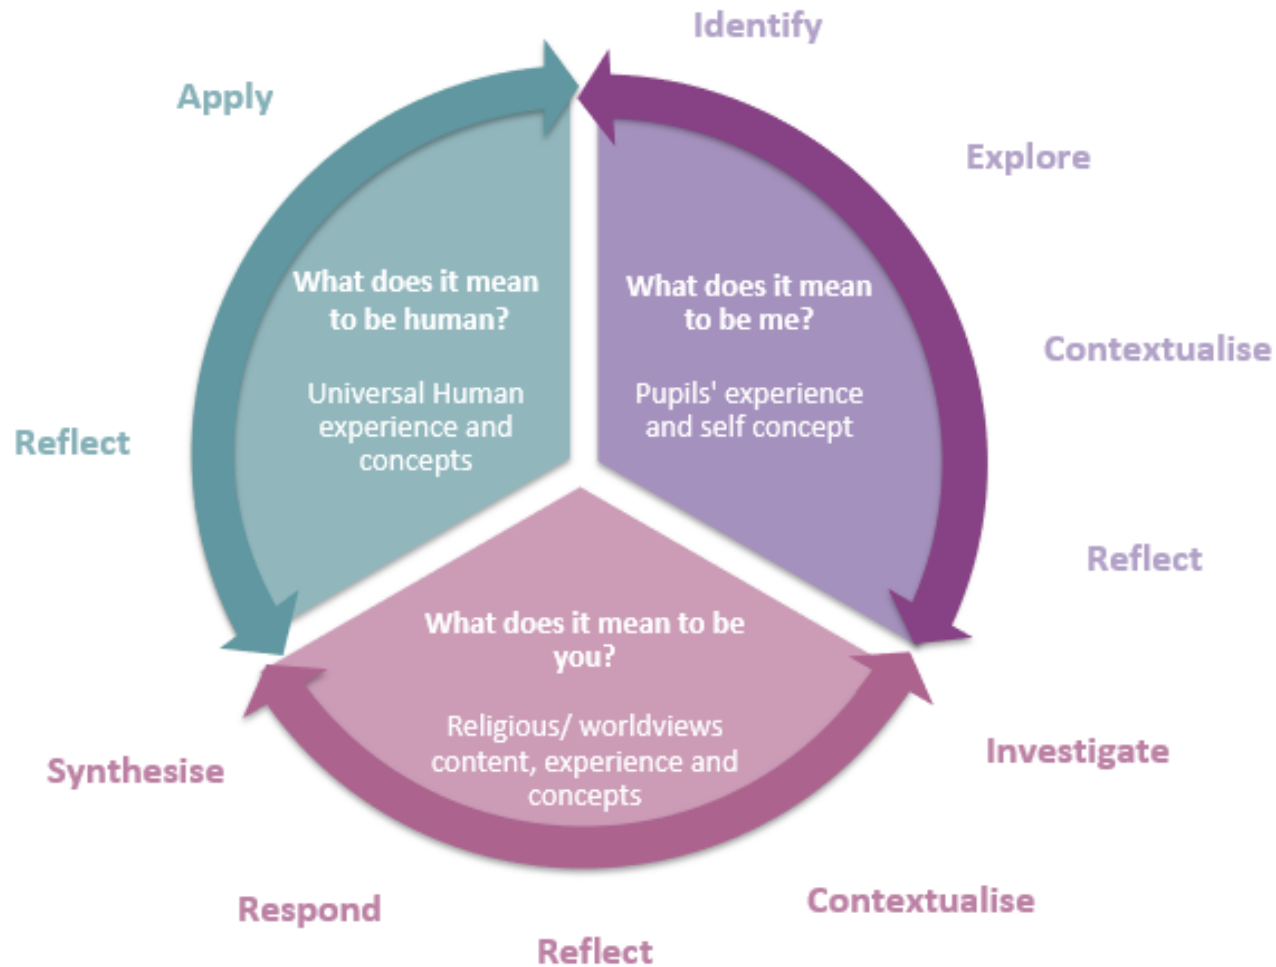 Identify
Apply
Explore
What does it mean
to be human?
Universal Human
experience and
concepts
What does it mean
to be me?
Pupils' experience
and self concept
Contextualise
Reflect
Reflect
What does it mean to be
you?
Religious/ worldviews
content, experience and
concepts
Investigate
Synthesise
Contextualise
Respond
Reflect